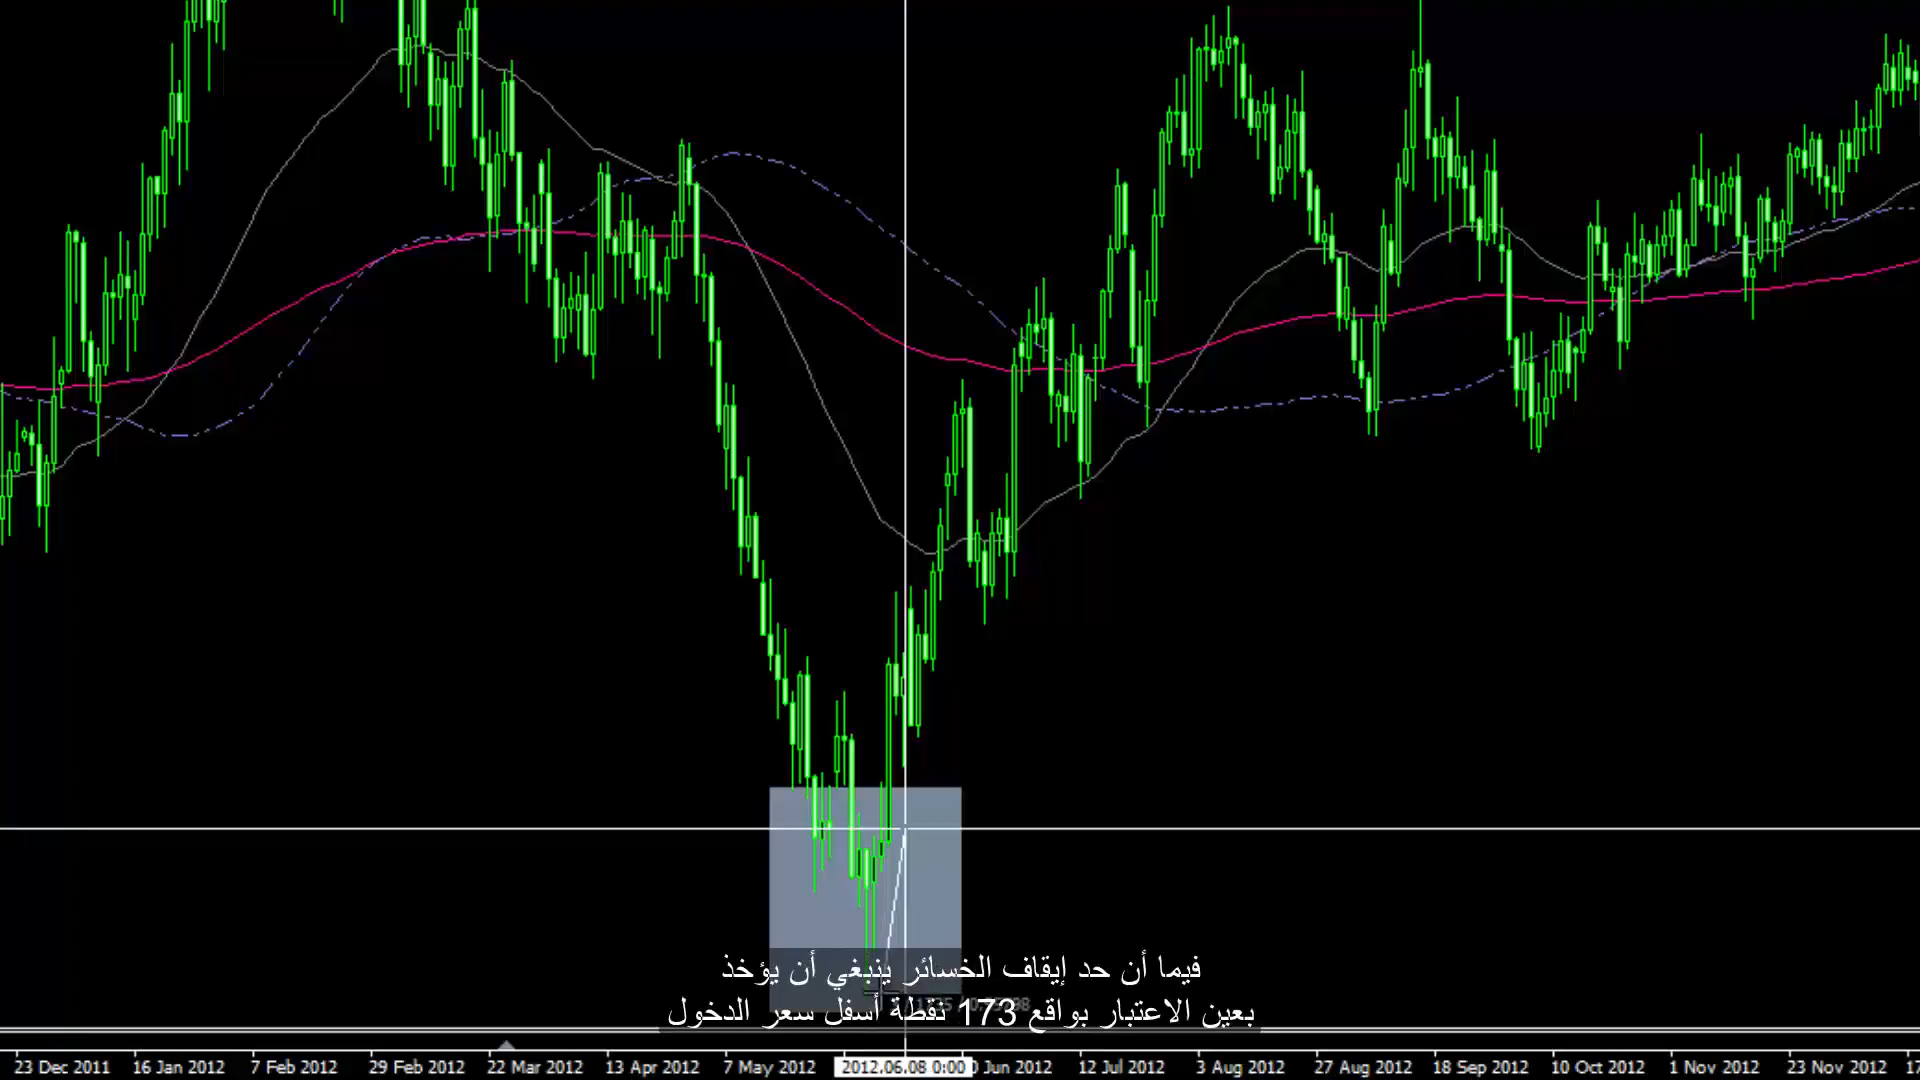 فيما أن حد إيقاف الخسائر ينبغي أن يؤخذ
بعين الاعتبار بواقع 173 نقطة أسفل سعر الدخول
23 Dec 2011 16 Jan 2012 7 Feb 2012 29 Feb 2012 22 Mar 2012 13 Apr 2012 7 May 2012 2012.06.08 0:00 Jun 2012 12 Jul 2012 3 Aug 2012 27 Aug 2012 18 Sep 2012 10 Oct 2012 1 Nov 2012 23 Nov 2012